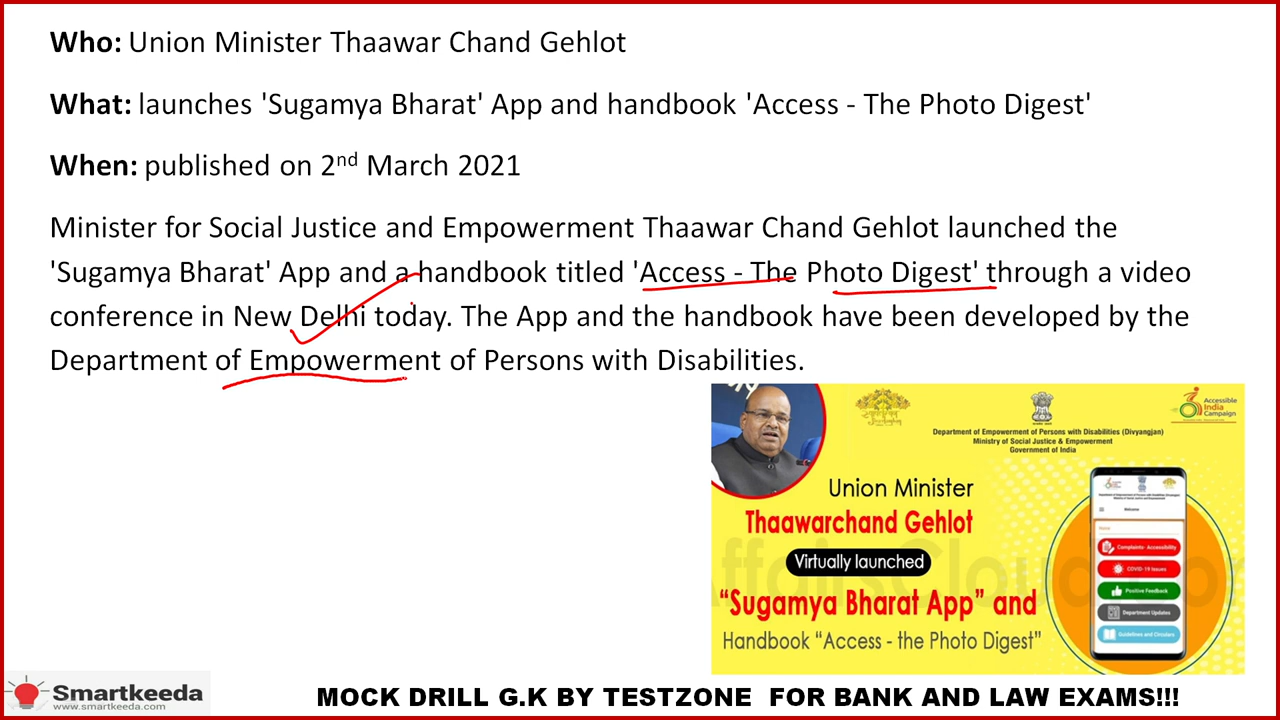 Who: Union Minister Thaawar Chand Gehlot
What: launches 'Sugamya Bharat' App and handbook 'Access - The Photo Digest'
When: published on 2nd March 2021
Minister for Social Justice and Empowerment Thaawar Chand Gehlot launched the
'Sugamya Bharat' App and a handbook titled 'Access - The Photo Digest' through a video
conference in New Delhi today. The App and the handbook have been developed by the
Department of Empowerment of Persons with Disabilities.
Accessible
India
Campaign
Department of Empowerment of Persons with Disabilities (Divyangjan)
Ministry of Social Justice & Empowerment
Government of India
Union Minister
Thaawarchand Gehlot
Virtually launched
"Sugamya Bharat App" and
Handbook "Access - the Photo Digest"
Welcome
Complaints- Accessibility
COVID-19 Issues
Positive Feedback
Department Updates
Guidelines and Circulars
Smartkeeda
www.smartkeeda.com
MOCK DRILL G.K BY TESTZONE FOR BANK AND LAW EXAMS!!!